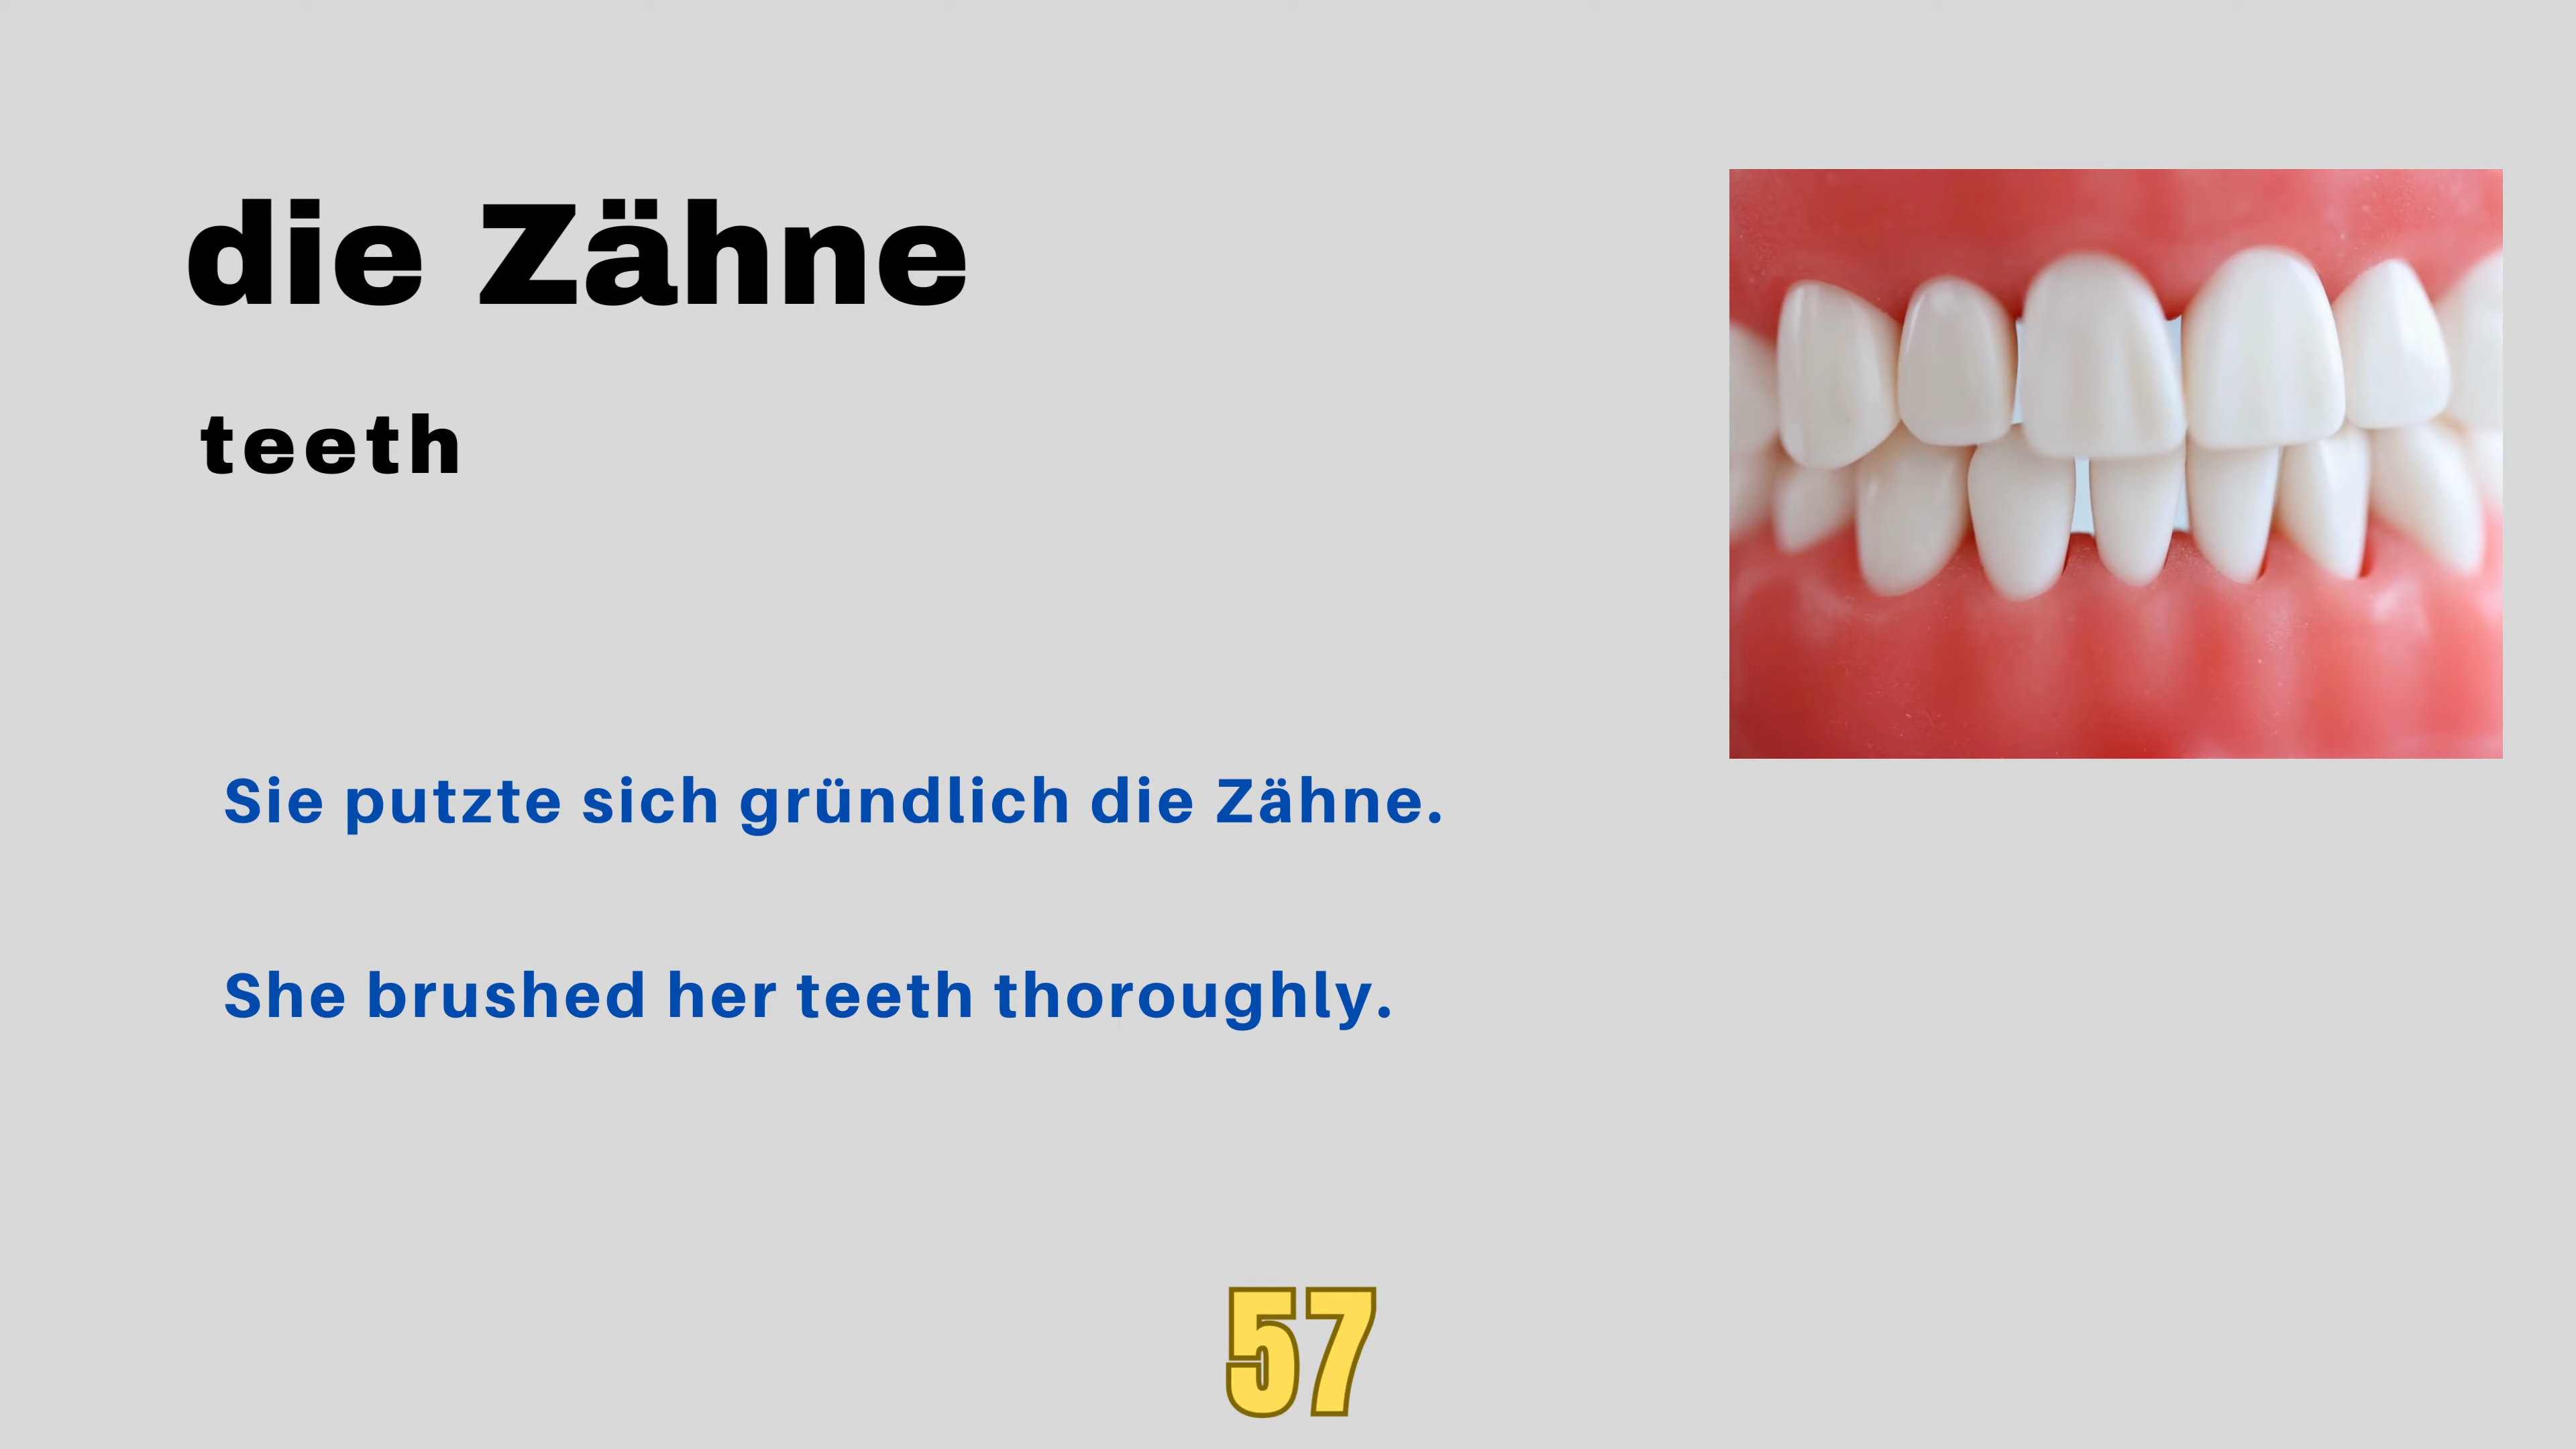 die Zähne
teeth
Sie putzte sich gründlich die Zähne.
She brushed her teeth thoroughly.
57